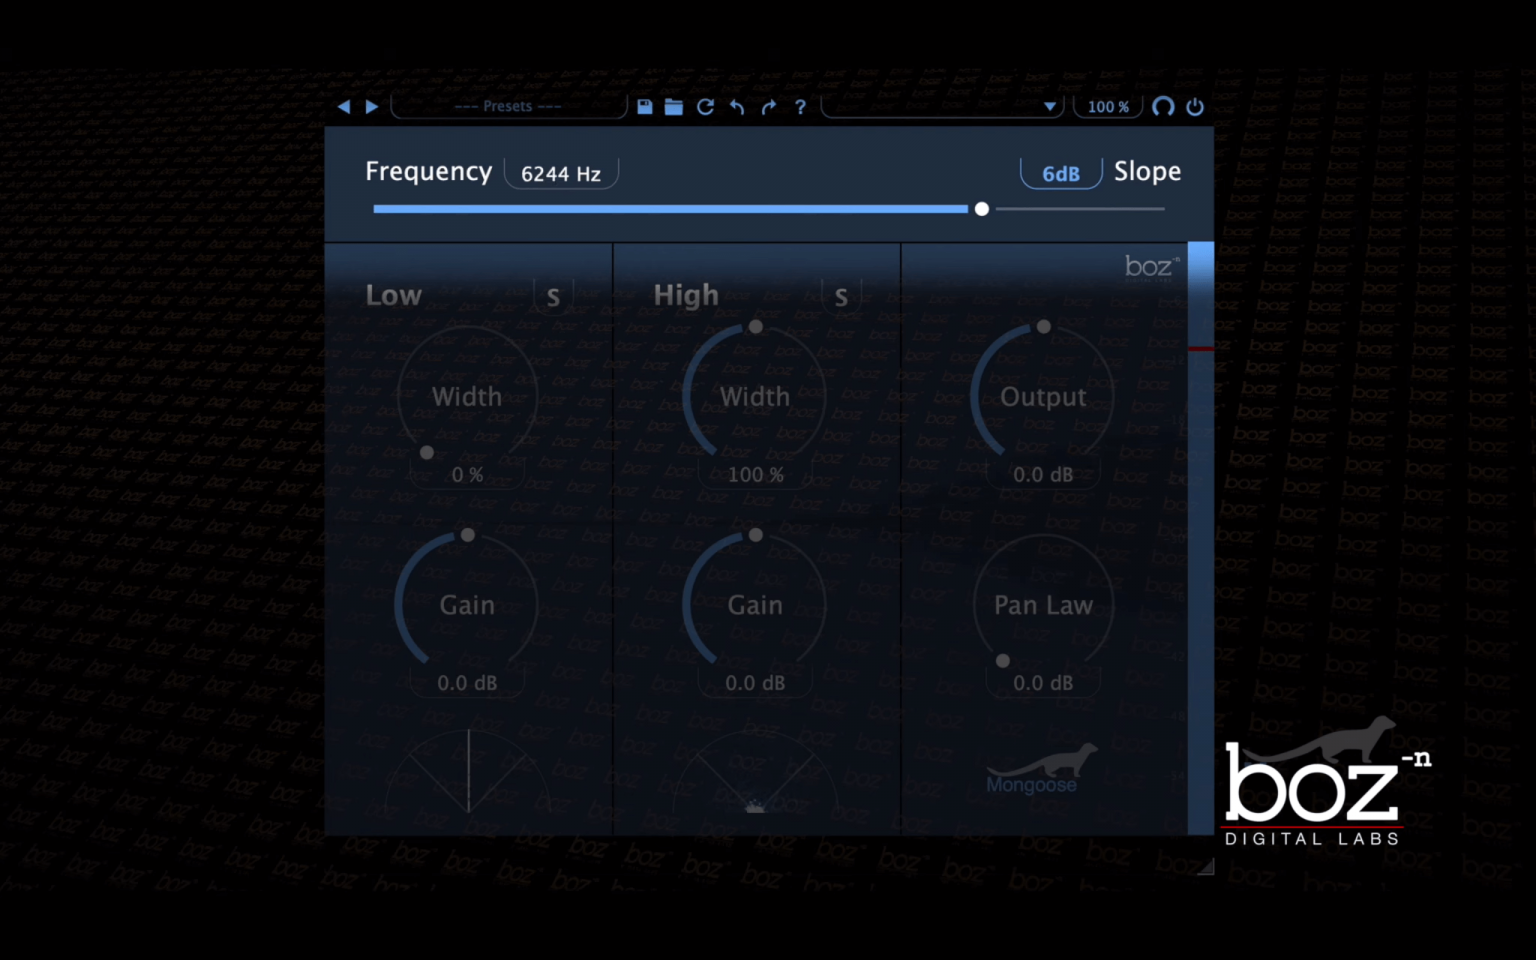 --- Presets ---
?
100 %
Frequency 6244 Hz
6dB Slope
boz-n
Low S
High S
Width
Width
Output
0 %
100 %
0.0 dB
Gain
Gain
Pan Law
0.0 dB
0.0 dB
0.0 dB
Mongoose
boz-n
DIGITAL LABS